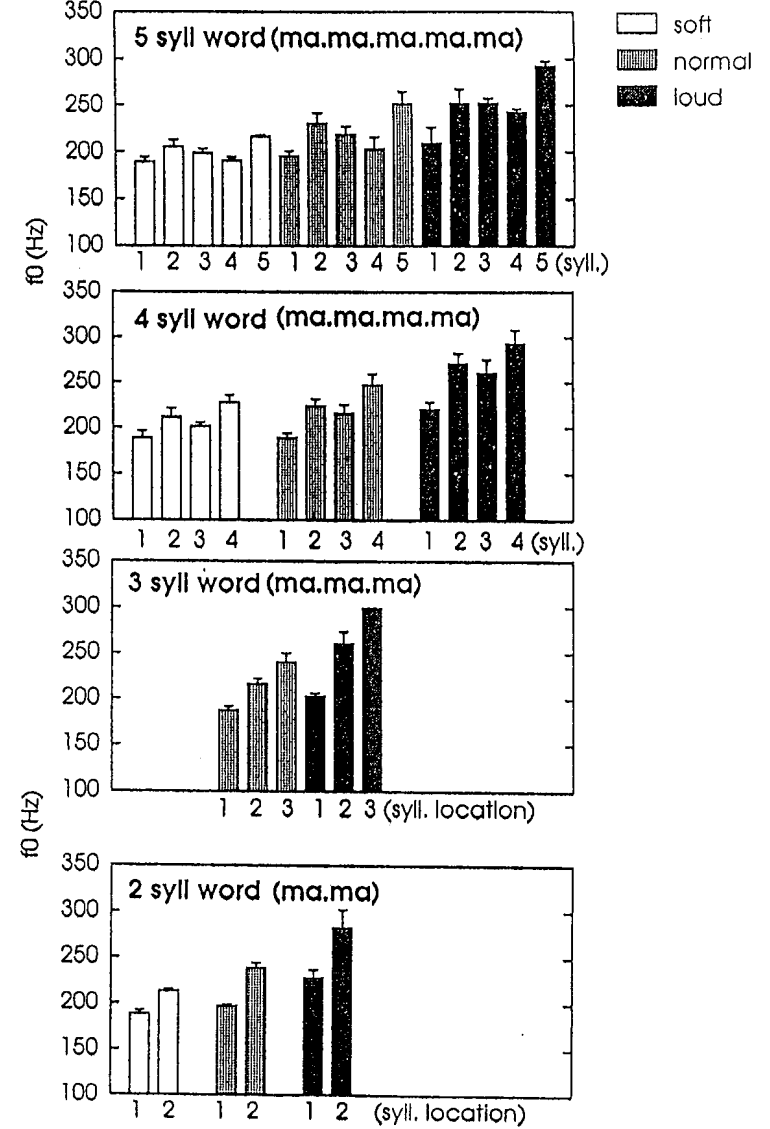 350
5 syll word (ma.ma.ma.ma.ma)
300
250
200
150
100
1 2 3 4 5 1 2 3 4 5 1 2 3 4 5 (syll.)
soft
normal
loud
f0 (Hz)
350
4 syll word (ma.ma.ma.ma)
300
250
200
150
100
1 2 3 4 1 2 3 4 1 2 3 4 (syll.)
350
3 syll word (ma.ma.ma)
300
250
200
150
100
1 2 3 1 2 3 (syll. location)
f0 (Hz)
350
2 syll word (ma.ma)
300
250
200
150
100
1 2 1 2 1 2 (syll. location)